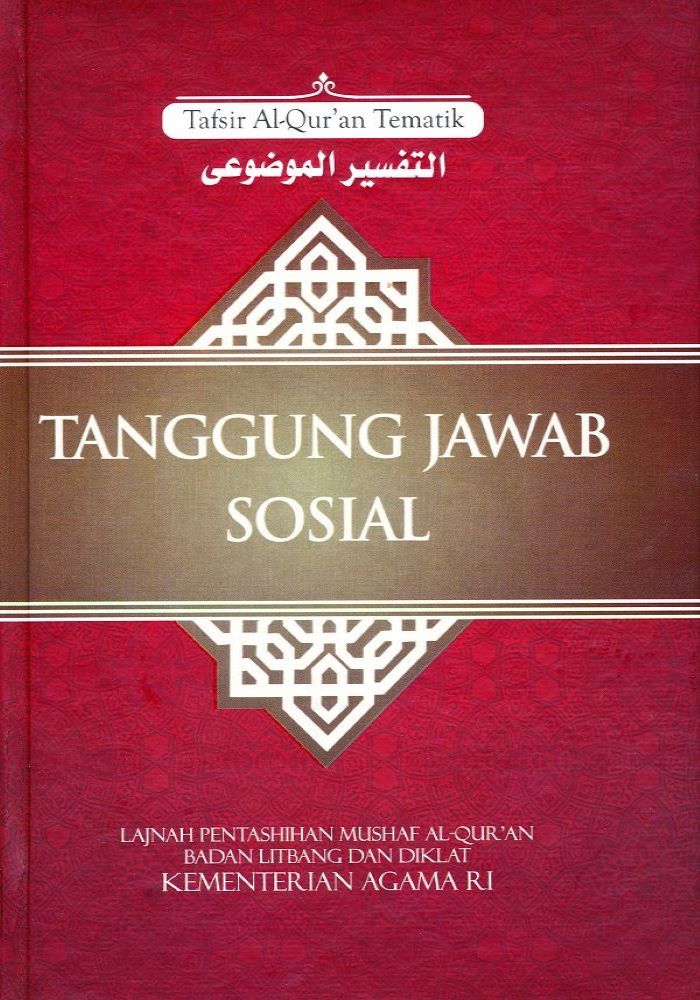 Tafsir Al-Qur'an Tematik
التفسير الموضوعى
TANGGUNG JAWAB
SOSIAL
LAJNAH PENTASHIHAN MUSHAF AL-QUR'AN
BADAN LITBANG DAN DIKLAT
KEMENTERIAN AGAMA RI